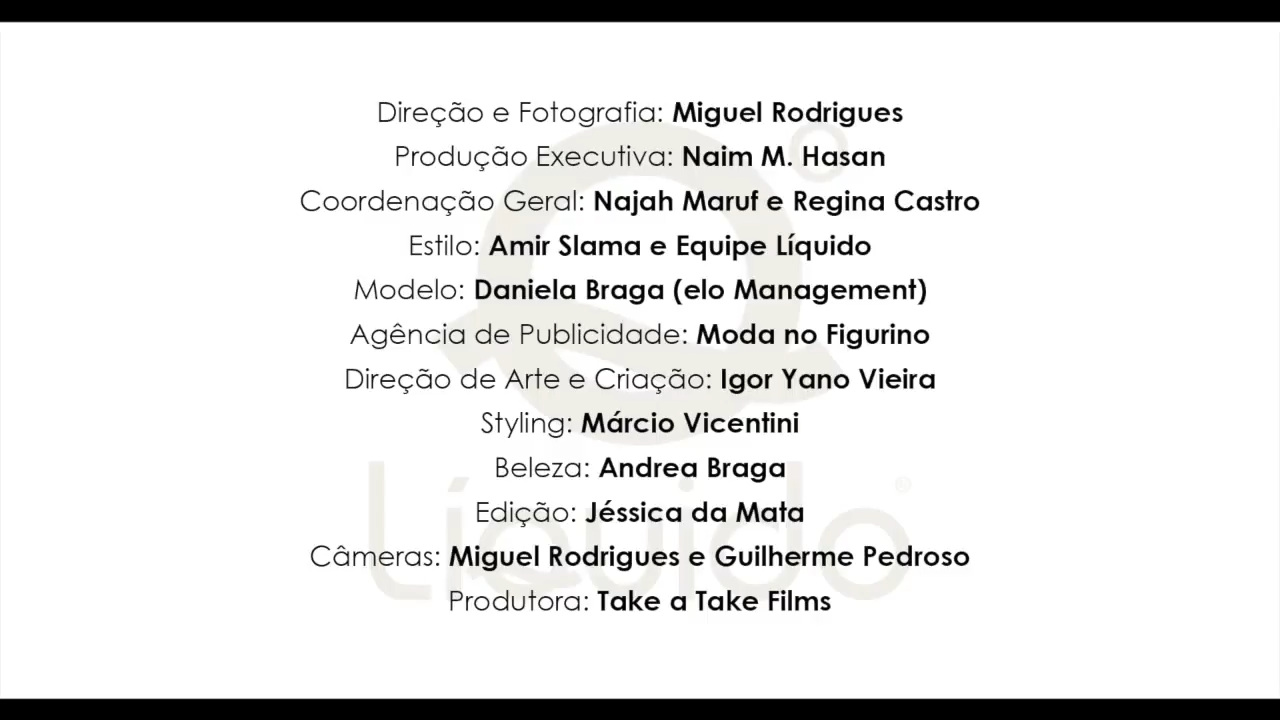 Direção e Fotografia: Miguel Rodrigues
Produção Executiva: Naim M. Hasan
Coordenação Geral: Najah Maruf e Regina Castro
Estilo: Amir Slama e Equipe Líquido
Modelo: Daniela Braga (elo Management)
Agência de Publicidade: Moda no Figurino
Direção de Arte e Criação: Igor Yano Vieira
Styling: Márcio Vicentini
Beleza: Andrea Braga
Edição: Jéssica da Mata
Câmeras: Miguel Rodrigues e Guilherme Pedroso
Produtora: Take a Take Films
Líquido®